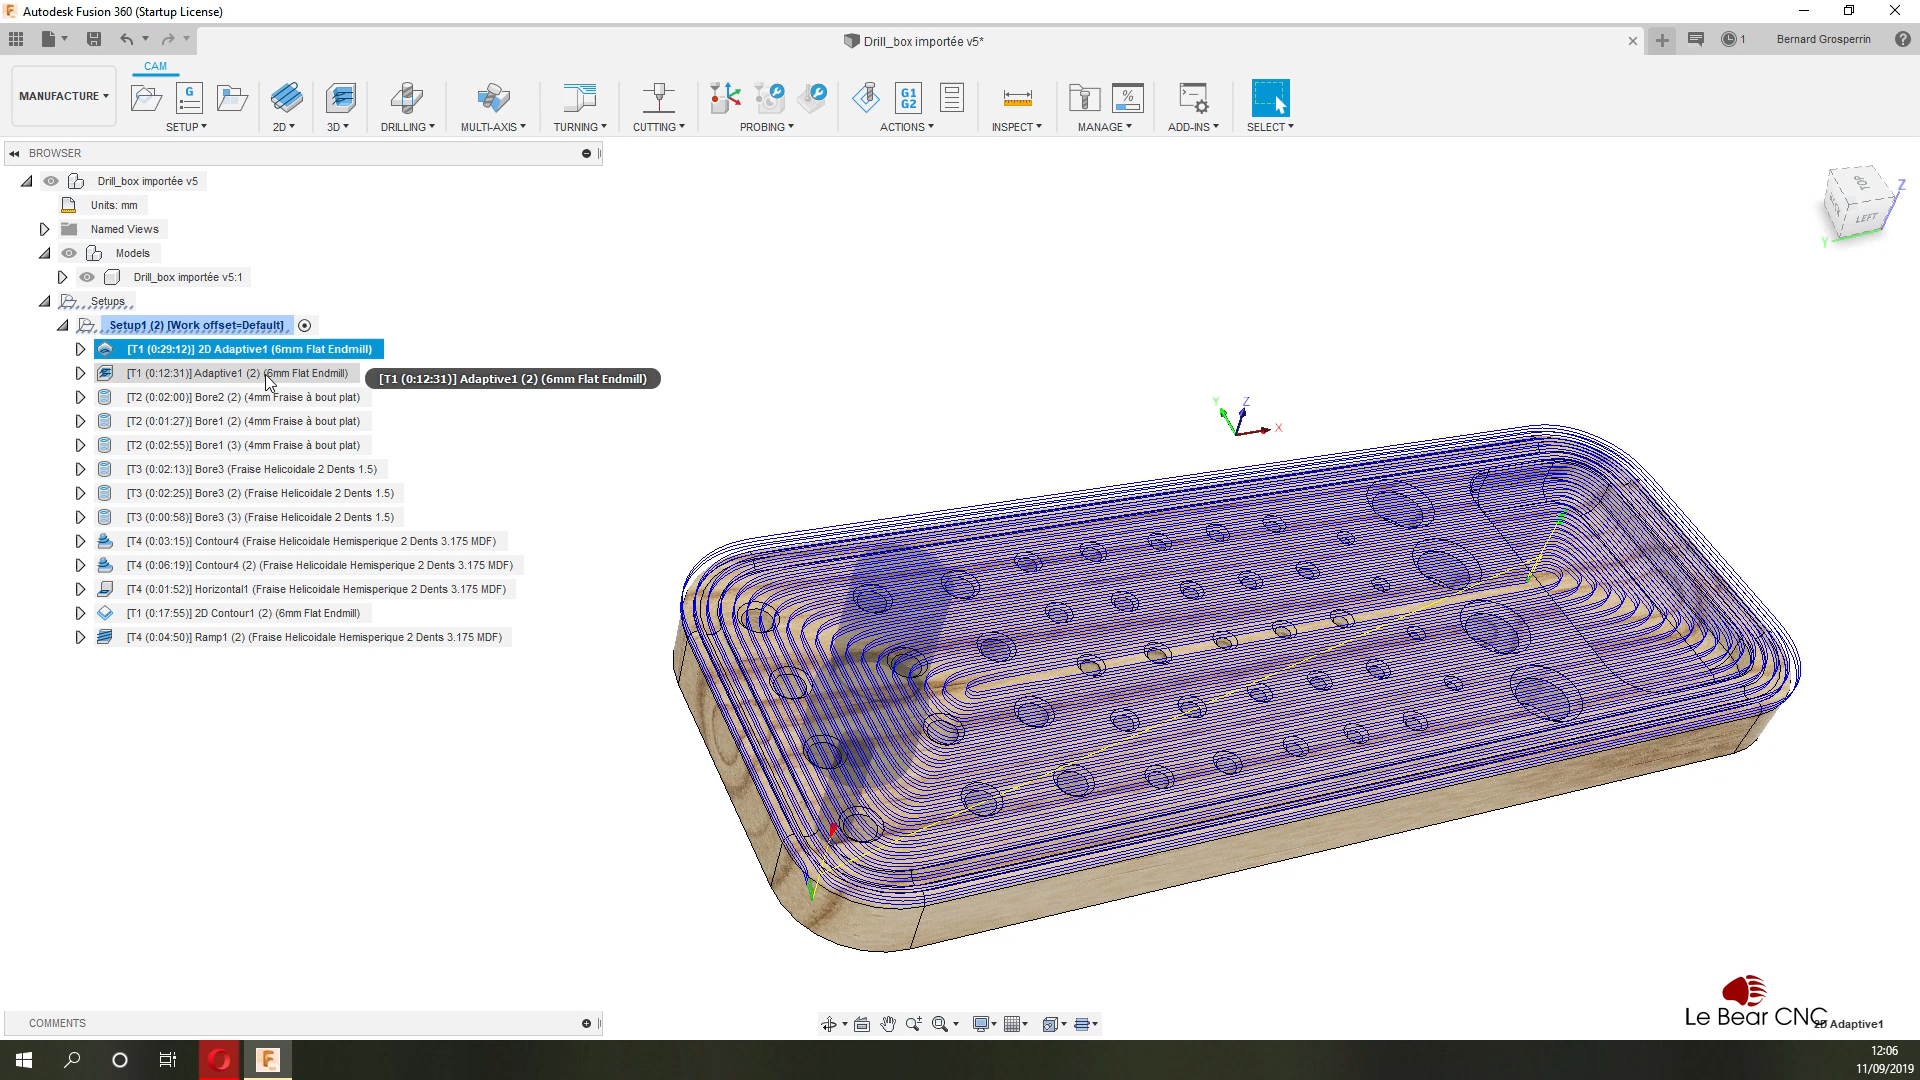 Autodesk Fusion 360 (Startup License)
Drill_box importée v5*
1
Bernard Grosperrin
CAM
MANUFACTURE
SETUP
2D
3D
DRILLING
MULTI-AXIS
TURNING
CUTTING
PROBING
G1
G2
ACTIONS
INSPECT
MANAGE
ADD-INS
SELECT
BROWSER
Drill_box importée v5
Units: mm
Named Views
Models
Drill_box importée v5:1
Setups
Setup1 (2) [Work offset=Default]
[T1 (0:29:12)] 2D Adaptive1 (6mm Flat Endmill)
[T1 (0:12:31)] Adaptive1 (2) (6mm Flat Endmill)
[T1 (0:12:31)] Adaptive1 (2) (6mm Flat Endmill)
[T2 (0:02:00)] Bore2 (2) (4mm Fraise à bout plat)
[T2 (0:01:27)] Bore1 (2) (4mm Fraise à bout plat)
[T2 (0:02:55)] Bore1 (3) (4mm Fraise à bout plat)
[T3 (0:02:13)] Bore3 (Fraise Helicoidale 2 Dents 1.5)
[T3 (0:02:25)] Bore3 (2) (Fraise Helicoidale 2 Dents 1.5)
[T3 (0:00:58)] Bore3 (3) (Fraise Helicoidale 2 Dents 1.5)
[T4 (0:03:15)] Contour4 (Fraise Helicoidale Hemisperique 2 Dents 3.175 MDF)
[T4 (0:06:19)] Contour4 (2) (Fraise Helicoidale Hemisperique 2 Dents 3.175 MDF)
[T4 (0:01:52)] Horizontal1 (Fraise Helicoidale Hemisperique 2 Dents 3.175 MDF)
[T1 (0:17:55)] 2D Contour1 (2) (6mm Flat Endmill)
[T4 (0:04:50)] Ramp1 (2) (Fraise Helicoidale Hemisperique 2 Dents 3.175 MDF)
TOP
LEFT
Z
Y
Y
Z
X
Le Bear CNC
2D Adaptive1
COMMENTS
12:06
11/09/2019